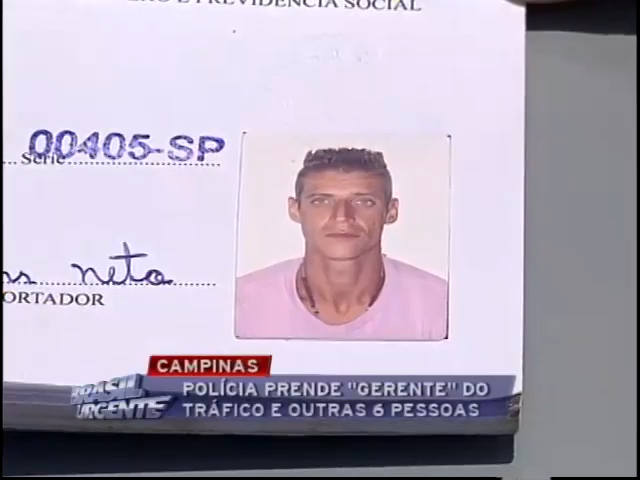 E PREVIDÊNCIA SOCIAL
00405-SP
Série
neto
PORTADOR
CAMPINAS
POLÍCIA PRENDE "GERENTE" DO
TRÁFICO E OUTRAS 6 PESSOAS
BRASIL
URGENTE